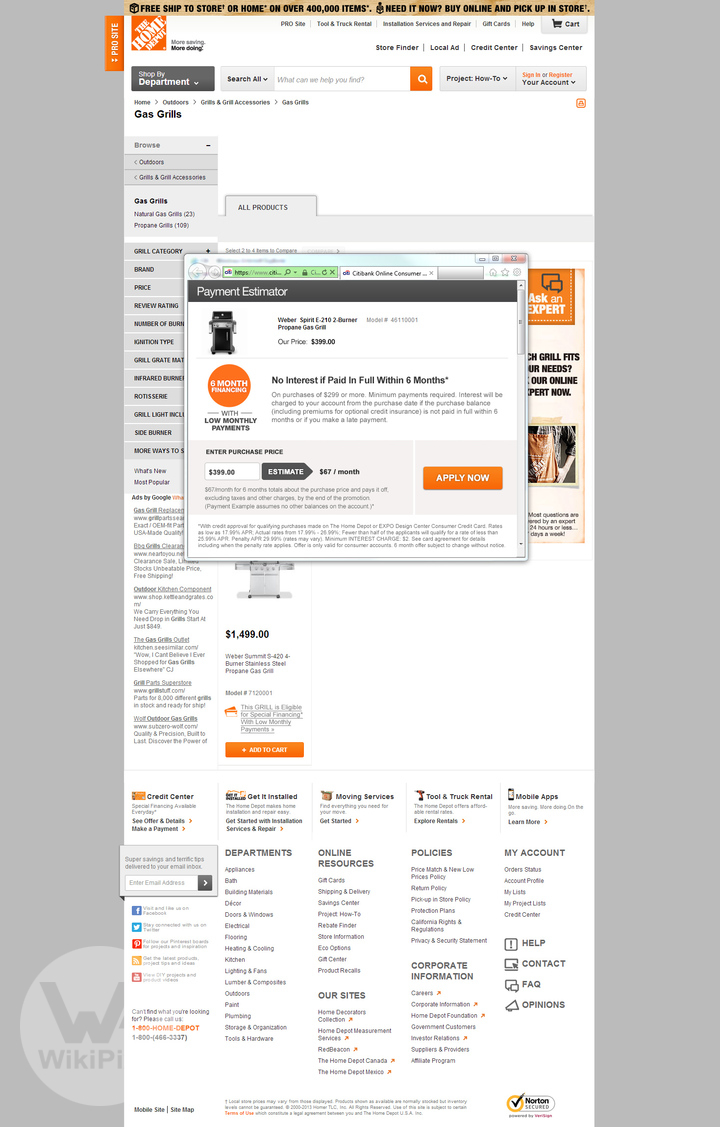 FREE SHIP TO STORE† OR HOME* ON OVER 400,000 ITEMS*. NEED IT NOW? BUY ONLINE AND PICK UP IN STORE†.
PRO SITE
THE HOME DEPOT
More saving.
More doing.
PRO Site | Tool & Truck Rental | Installation Services and Repair | Gift Cards | Help
Cart
Store Finder | Local Ad | Credit Center | Savings Center
Shop By
Department
Search All
What can we help you find?
Project: How-To
Sign In or Register
Your Account
Home > Outdoors > Grills & Grill Accessories > Gas Grills
Gas Grills
Browse
< Outdoors
< Grills & Grill Accessories
Gas Grills
Natural Gas Grills (23)
Propane Grills (109)
ALL PRODUCTS
Select 2 to 4 items to Compare
GRILL CATEGORY
BRAND
PRICE
REVIEW RATING
NUMBER OF BURN
IGNITION TYPE
GRILL GRATE MAT
INFRARED BURNE
ROTISSERIE
GRILL LIGHT INCL
SIDE BURNER
MORE WAYS TO S
What's New
Most Popular
https://www.citi...
Ci...
Citibank Online Consumer ...
Payment Estimator
Weber Spirit E-210 2-Burner
Propane Gas Grill
Model # 46110001
Our Price: $399.00
6 MONTH
FINANCING
WITH
LOW MONTHLY
PAYMENTS
No Interest if Paid In Full Within 6 Months*
On purchases of $299 or more. Minimum payments required. Interest will be
charged to your account from the purchase date if the purchase balance
(including premiums for optional credit insurance) is not paid in full within 6
months or if you make a late payment.
ENTER PURCHASE PRICE
$399.00
ESTIMATE
$67 / month
APPLY NOW
$67/month for 6 months totals about the purchase price and pays it off,
excluding taxes and other charges, by the end of the promotion.
(Payment Example assumes no other balances on the account.)*
*With credit approval for qualifying purchases made on The Home Depot or EXPO Design Center Consumer Credit Card. Rates
as low as 17.99% APR. Actual rates from 17.99% - 26.99%. Fewer than half of the applicants will qualify for a rate of less than
25.99% APR. Penalty APR 29.99% (rates may vary). Minimum INTEREST CHARGE: $2. See card agreement for details
including when the penalty rate applies. Offer is only valid for consumer accounts. 6 month offer subject to change without notice.
Ask an
EXPERT
CH GRILL FITS
R NEEDS?
OUR ONLINE
PERT NOW.
Most questions are
ered by an expert
24 hours or less...
days a week!
Ads by Google
Gas Grill Replacem
www.grillpartssear
Exact / OEM-fit Part
USA-Made Quality!
Bbq Grills Clearanc
www.neartoyou.net
Clearance Sale, Limited
Stocks Unbeatable Price,
Free Shipping!
Outdoor Kitchen Component
www.shop.kettleandgrates.co
m/
We Carry Everything You
Need Drop in Grills Start At
Just $849.
The Gas Grills Outlet
kitchen.seesimilar.com/
"Wow, I Cant Believe I Ever
Shopped for Gas Grills
Elsewhere" CJ
Grill Parts Superstore
www.grillstuff.com/
Parts for 8,000 different grills
in stock and ready for ship!
Wolf Outdoor Gas Grills
www.subzero-wolf.com/
Quality & Precision, Built to
Last. Discover the Power of
$1,499.00
Weber Summit S-420 4-
Burner Stainless Steel
Propane Gas Grill
Model # 7120001
This GRILL is Eligible
for Special Financing*
With Low Monthly
Payments »
+ ADD TO CART
Credit Center
Special Financing Available
Everyday*
See Offer & Details
Make a Payment
Get It Installed
The Home Depot makes home
installation and repair easy
Get Started with Installation
Services & Repair
Moving Services
Find everything you need for
your move
Get Started
Tool & Truck Rental
The Home Depot offers afford-
able rental rates.
Explore Rentals
Mobile Apps
More saving. More doing.On the
go.
Learn More
Super savings and terrific tips
delivered to your email inbox.
Enter Email Address
Visit and like us on
Facebook
Stay connected with us on
Twitter
Follow our Pinterest boards
for projects and inspiration
Get the latest products,
project tips and ideas
View DIY projects and
product videos
Can't find what you're looking
for? Please call us:
1-800-HOME-DEPOT
1-800-(466-3337)
DEPARTMENTS
Appliances
Bath
Building Materials
Décor
Doors & Windows
Electrical
Flooring
Heating & Cooling
Kitchen
Lighting & Fans
Lumber & Composites
Outdoors
Paint
Plumbing
Storage & Organization
Tools & Hardware
ONLINE
RESOURCES
Gift Cards
Shipping & Delivery
Savings Center
Project: How-To
Rebate Finder
Store Information
Eco Options
Gift Center
Product Recalls
OUR SITES
Home Decorators
Collection
Home Depot Measurement
Services
RedBeacon
The Home Depot Canada
The Home Depot México
POLICIES
Price Match & New Low
Prices Policy
Return Policy
Pick-up in Store Policy
Protection Plans
California Rights &
Regulations
Privacy & Security Statement
CORPORATE
INFORMATION
Careers
Corporate Information
Home Depot Foundation
Government Customers
Investor Relations
Suppliers & Providers
Affiliate Program
MY ACCOUNT
Orders Status
Account Profile
My Lists
My Project Lists
Credit Center
HELP
CONTACT
FAQ
OPINIONS
WikiPi
Mobile Site | Site Map
† Local store prices may vary from those displayed. Products shown as available are normally stocked but inventory
levels cannot be guaranteed. © 2000-2013 Homer TLC, Inc. All Rights Reserved. Use of this site is subject to certain
Terms of Use which constitute a legal agreement between you and The Home Depot U.S.A., Inc.
Norton
SECURED
powered by VeriSign